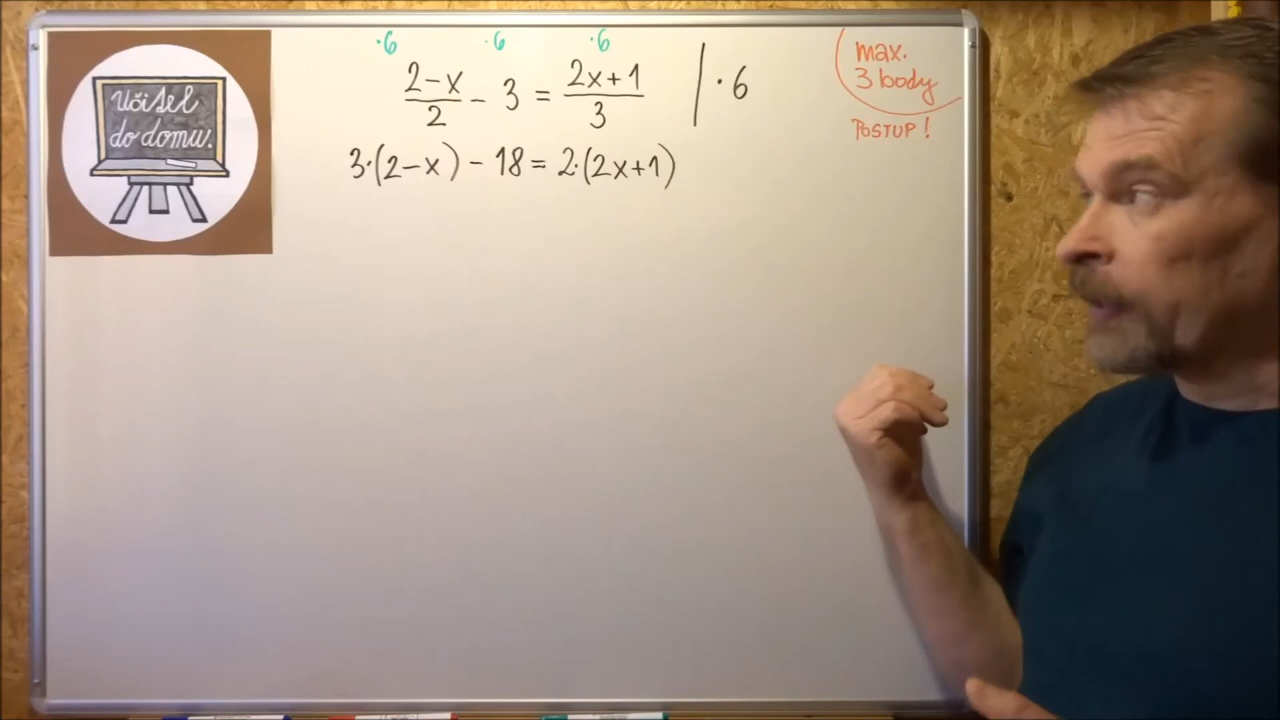 Učitel
do domu.
·6 ·6 ·6
(2-x)/2 - 3 = (2x+1)/3 | ·6
3·(2-x) - 18 = 2·(2x+1)
max.
3 body
POSTUP!